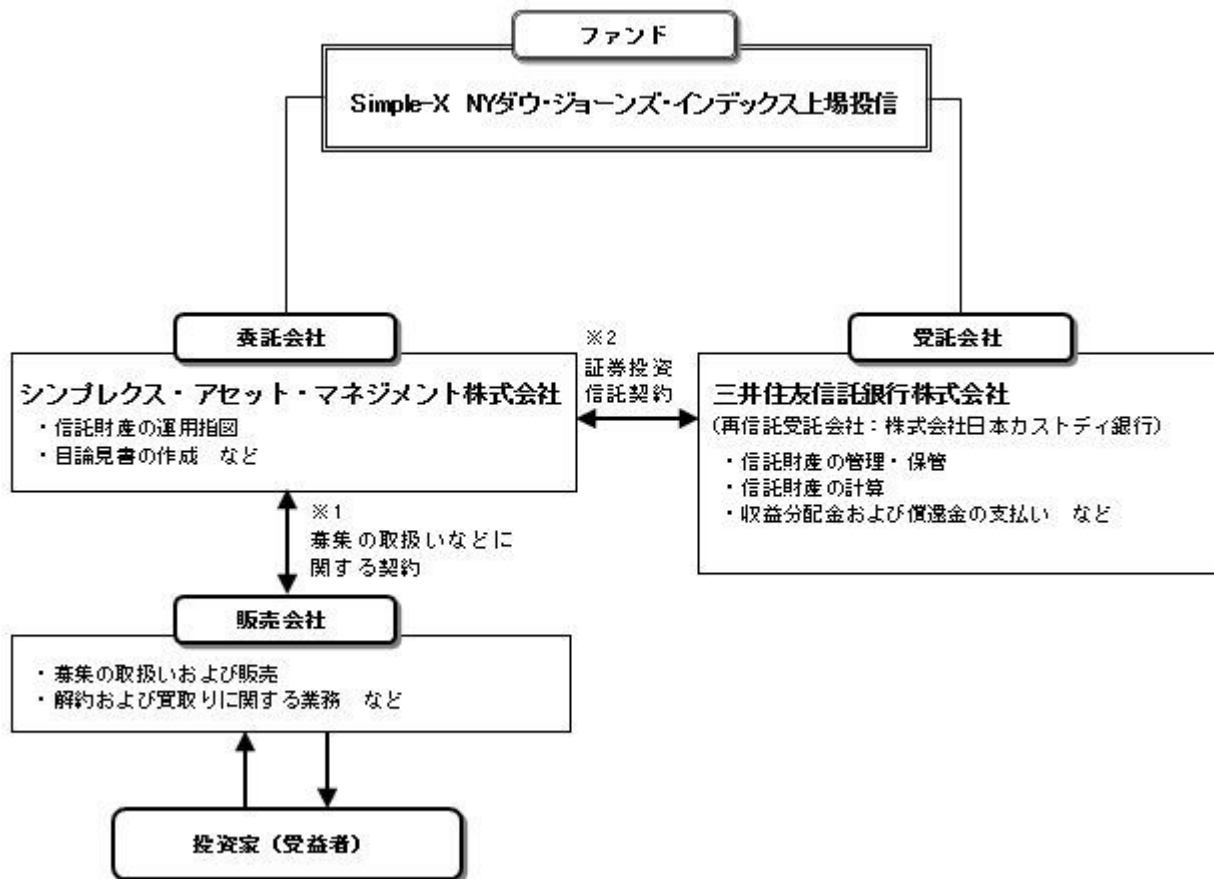 ファンド
Simple-X NYダウ・ジョーンズ・インデックス上場投信
委託会社
シンプレクス・アセット・マネジメント株式会社
・信託財産の運用指図
・目論見書の作成 など
※2
証券投資
信託契約
受託会社
三井住友信託銀行株式会社
(再信託受託会社：株式会社日本カストディ銀行)
・信託財産の管理・保管
・信託財産の計算
・収益分配金および償還金の支払い など
※1
募集の取扱いなどに
関する契約
販売会社
・募集の取扱いおよび販売
・解約および買取りに関する業務 など
投資家（受益者）